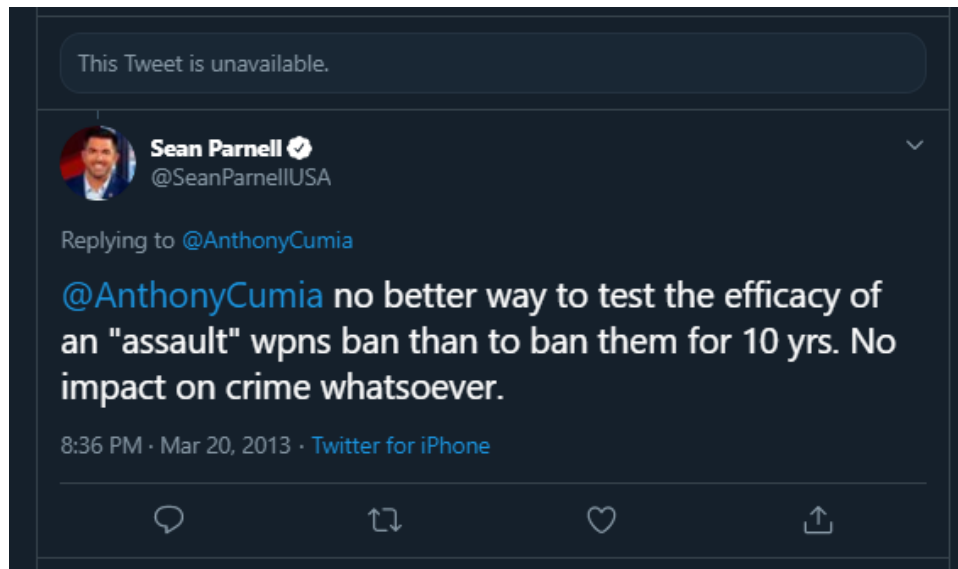 This Tweet is unavailable.
Sean Parnell
@SeanParnellUSA
Replying to @AnthonyCumia
@AnthonyCumia no better way to test the efficacy of
an "assault" wpns ban than to ban them for 10 yrs. No
impact on crime whatsoever.
8:36 PM · Mar 20, 2013 · Twitter for iPhone